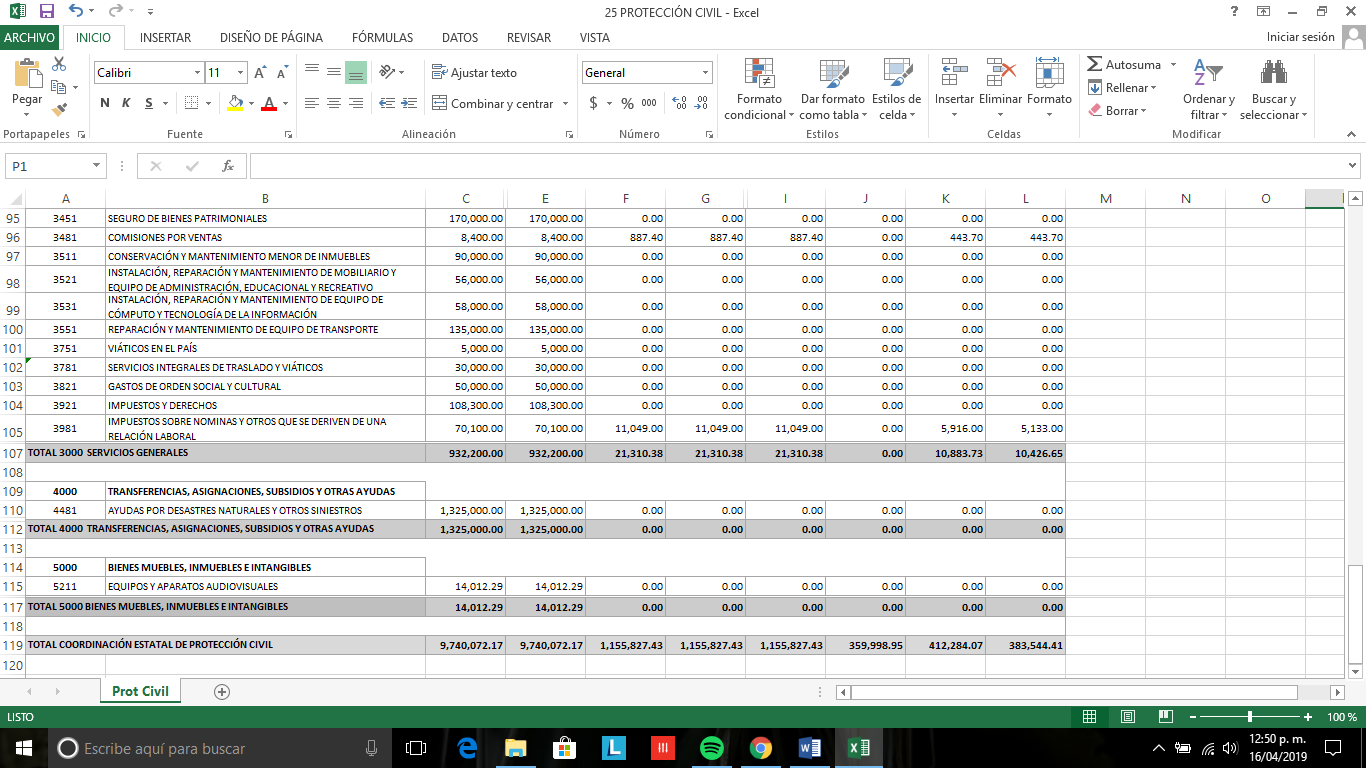 25 PROTECCIÓN CIVIL - Excel
?
ARCHIVO INICIO INSERTAR DISEÑO DE PÁGINA FÓRMULAS DATOS REVISAR VISTA Iniciar sesión
Pegar
Portapapeles
Calibri 11
N K S
Fuente
Ajustar texto
Combinar y centrar
Alineación
General
$ % 000
Número
Formato condicional
Dar formato como tabla
Estilos de celda
Estilos
Insertar Eliminar Formato
Celdas
Autosuma
Rellenar
Borrar
Ordenar y filtrar
Buscar y seleccionar
Modificar
P1 fx
A B C E F G I J K L M N O
95 3451 SEGURO DE BIENES PATRIMONIALES 170,000.00 170,000.00 0.00 0.00 0.00 0.00 0.00 0.00
96 3481 COMISIONES POR VENTAS 8,400.00 8,400.00 887.40 887.40 887.40 0.00 443.70 443.70
97 3511 CONSERVACIÓN Y MANTENIMIENTO MENOR DE INMUEBLES 90,000.00 90,000.00 0.00 0.00 0.00 0.00 0.00 0.00
98 3521 INSTALACIÓN, REPARACIÓN Y MANTENIMIENTO DE MOBILIARIO Y
EQUIPO DE ADMINISTRACIÓN, EDUCACIONAL Y RECREATIVO 56,000.00 56,000.00 0.00 0.00 0.00 0.00 0.00 0.00
99 3531 INSTALACIÓN, REPARACIÓN Y MANTENIMIENTO DE EQUIPO DE
CÓMPUTO Y TECNOLOGÍA DE LA INFORMACIÓN 58,000.00 58,000.00 0.00 0.00 0.00 0.00 0.00 0.00
100 3551 REPARACIÓN Y MANTENIMIENTO DE EQUIPO DE TRANSPORTE 135,000.00 135,000.00 0.00 0.00 0.00 0.00 0.00 0.00
101 3751 VIÁTICOS EN EL PAÍS 5,000.00 5,000.00 0.00 0.00 0.00 0.00 0.00 0.00
102 3781 SERVICIOS INTEGRALES DE TRASLADO Y VIÁTICOS 30,000.00 30,000.00 0.00 0.00 0.00 0.00 0.00 0.00
103 3821 GASTOS DE ORDEN SOCIAL Y CULTURAL 50,000.00 50,000.00 0.00 0.00 0.00 0.00 0.00 0.00
104 3921 IMPUESTOS Y DERECHOS 108,300.00 108,300.00 0.00 0.00 0.00 0.00 0.00 0.00
105 3981 IMPUESTOS SOBRE NOMINAS Y OTROS QUE SE DERIVEN DE UNA
RELACIÓN LABORAL 70,100.00 70,100.00 11,049.00 11,049.00 11,049.00 0.00 5,916.00 5,133.00
107 TOTAL 3000 SERVICIOS GENERALES 932,200.00 932,200.00 21,310.38 21,310.38 21,310.38 0.00 10,883.73 10,426.65
108
109 4000 TRANSFERENCIAS, ASIGNACIONES, SUBSIDIOS Y OTRAS AYUDAS
110 4481 AYUDAS POR DESASTRES NATURALES Y OTROS SINIESTROS 1,325,000.00 1,325,000.00 0.00 0.00 0.00 0.00 0.00 0.00
112 TOTAL 4000 TRANSFERENCIAS, ASIGNACIONES, SUBSIDIOS Y OTRAS AYUDAS 1,325,000.00 1,325,000.00 0.00 0.00 0.00 0.00 0.00 0.00
113
114 5000 BIENES MUEBLES, INMUEBLES E INTANGIBLES
115 5211 EQUIPOS Y APARATOS AUDIOVISUALES 14,012.29 14,012.29 0.00 0.00 0.00 0.00 0.00 0.00
117 TOTAL 5000 BIENES MUEBLES, INMUEBLES E INTANGIBLES 14,012.29 14,012.29 0.00 0.00 0.00 0.00 0.00 0.00
118
119 TOTAL COORDINACIÓN ESTATAL DE PROTECCIÓN CIVIL 9,740,072.17 9,740,072.17 1,155,827.43 1,155,827.43 1,155,827.43 359,998.95 412,284.07 383,544.41
120
Prot Civil
LISTO 100 %
Escribe aquí para buscar
12:50 p. m.
16/04/2019